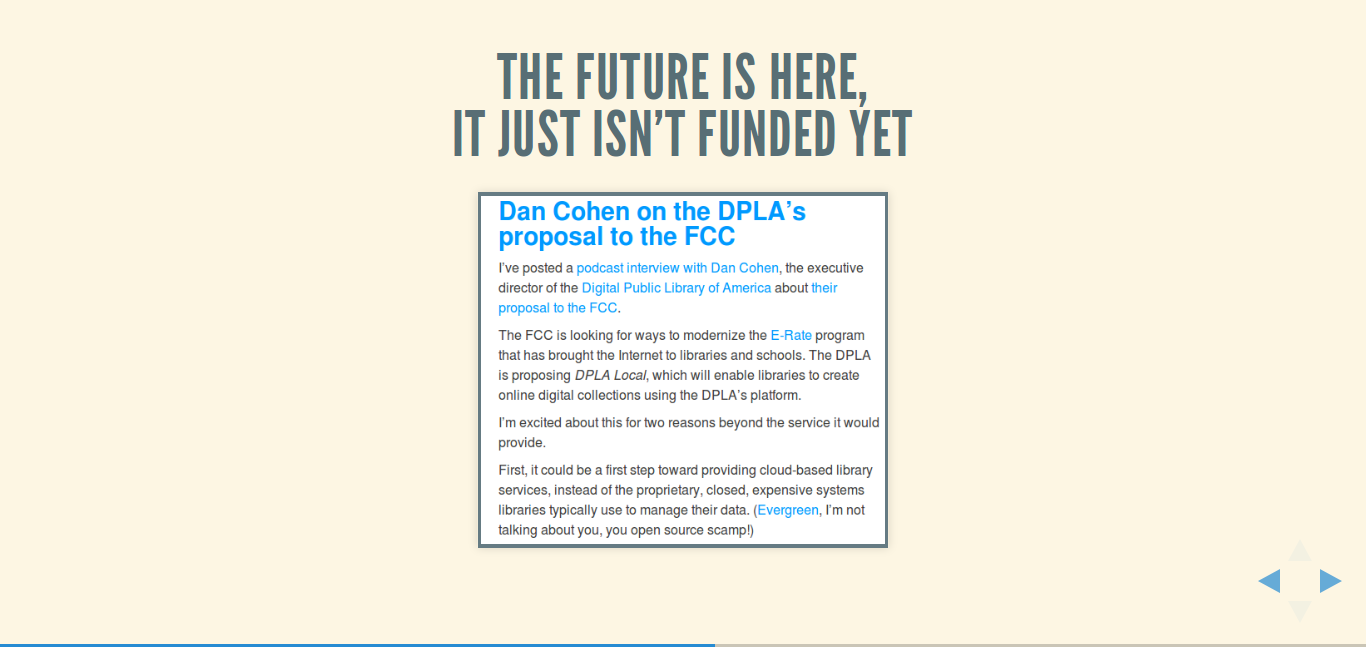 THE FUTURE IS HERE,
IT JUST ISN’T FUNDED YET
Dan Cohen on the DPLA’s
proposal to the FCC
I’ve posted a podcast interview with Dan Cohen, the executive
director of the Digital Public Library of America about their
proposal to the FCC.
The FCC is looking for ways to modernize the E-Rate program
that has brought the Internet to libraries and schools. The DPLA
is proposing DPLA Local, which will enable libraries to create
online digital collections using the DPLA’s platform.
I’m excited about this for two reasons beyond the service it would
provide.
First, it could be a first step toward providing cloud-based library
services, instead of the proprietary, closed, expensive systems
libraries typically use to manage their data. (Evergreen, I’m not
talking about you, you open source scamp!)